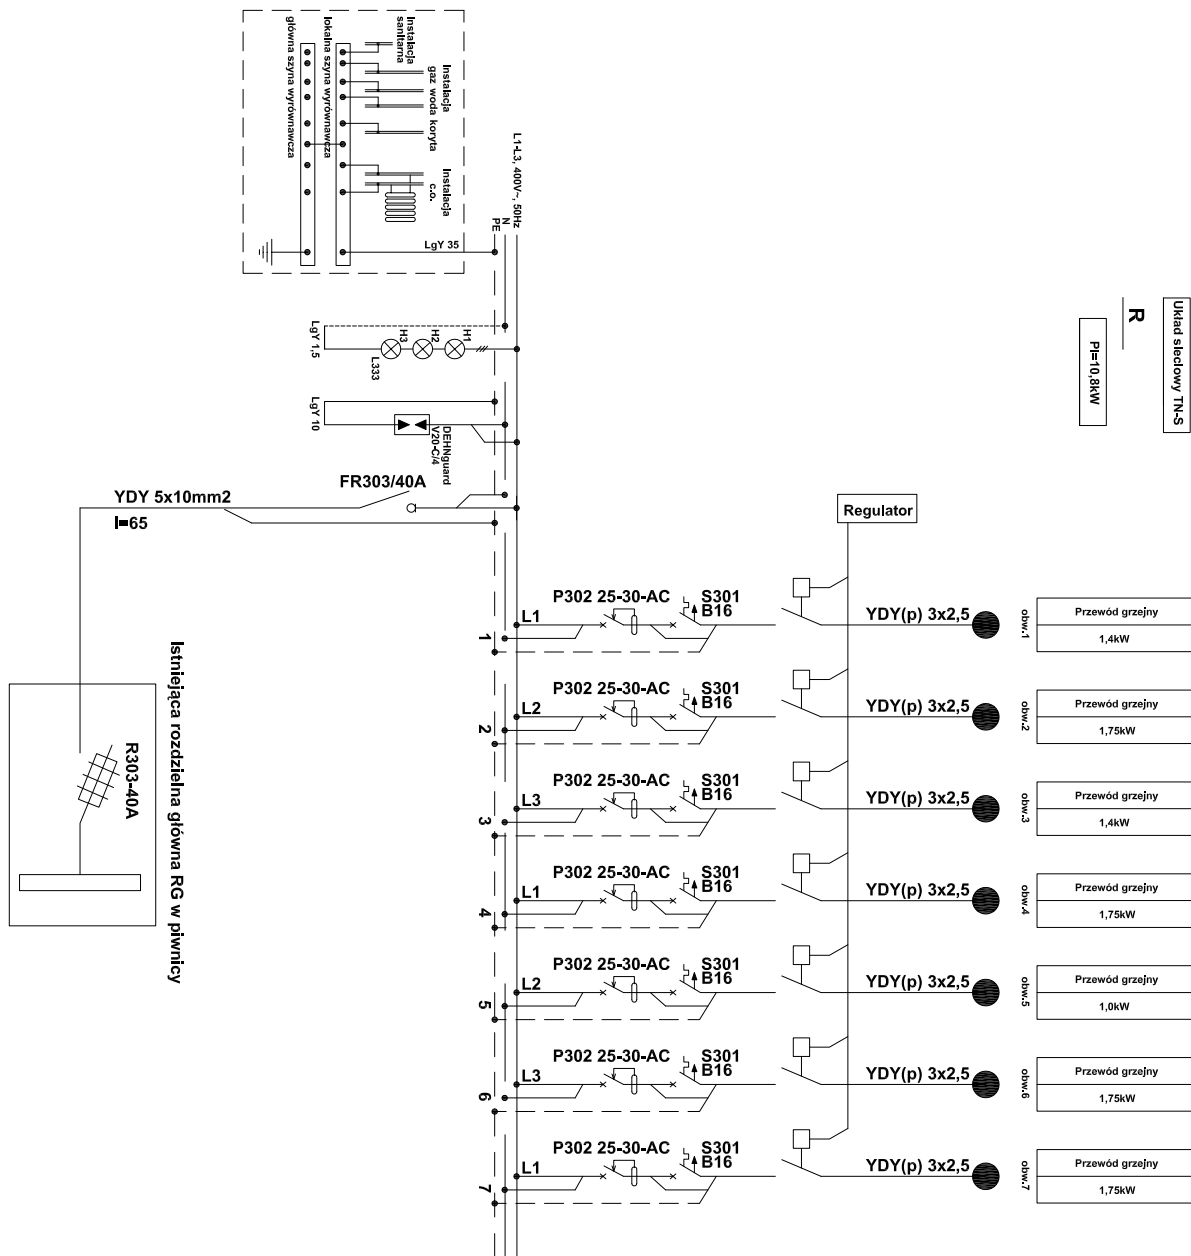 główna szyna wyrównawcza
lokalna szyna wyrównawcza
Instalacja
sanitarna
Instalacja
gaz woda koryta
Instalacja
c.o.
LgY 35
L1-L3, 400V~, 50Hz
N
PE
LgY 1,5
H3
H2
H1
L333
LgY 10
DEHNguard
V20-C/4
FR303/40A
YDY 5x10mm2
l=65
R303-40A
Istniejąca rozdzielna główna RG w piwnicy
Układ sieciowy TN-S
R
Pi=10,8kW
Regulator
L1
P302 25-30-AC
S301
B16
YDY(p) 3x2,5
obw.1
Przewód grzejny
1,4kW
1
L2
P302 25-30-AC
S301
B16
YDY(p) 3x2,5
obw.2
Przewód grzejny
1,75kW
2
L3
P302 25-30-AC
S301
B16
YDY(p) 3x2,5
obw.3
Przewód grzejny
1,4kW
3
L1
P302 25-30-AC
S301
B16
YDY(p) 3x2,5
obw.4
Przewód grzejny
1,75kW
4
L2
P302 25-30-AC
S301
B16
YDY(p) 3x2,5
obw.5
Przewód grzejny
1,0kW
5
L3
P302 25-30-AC
S301
B16
YDY(p) 3x2,5
obw.6
Przewód grzejny
1,75kW
6
L1
P302 25-30-AC
S301
B16
YDY(p) 3x2,5
obw.7
Przewód grzejny
1,75kW
7